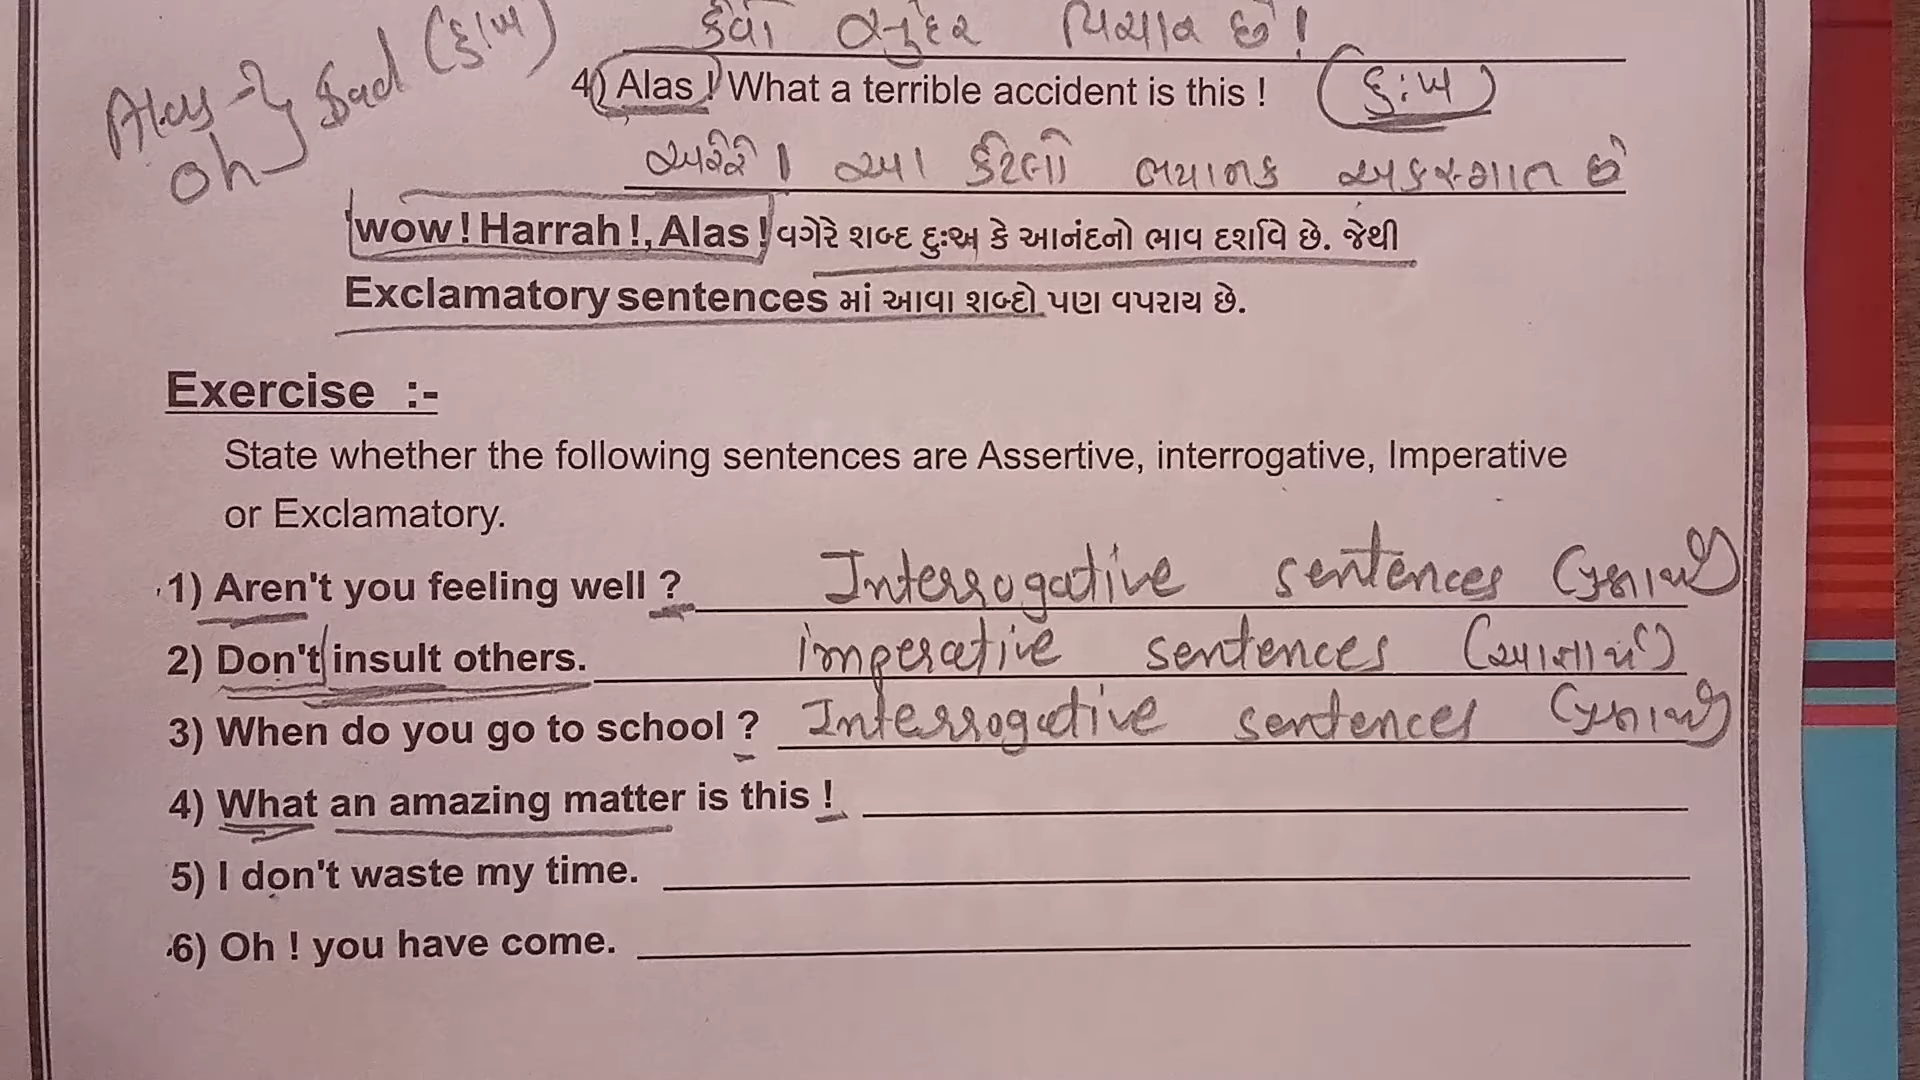 કેવો સુંદર વિચાર છે !
Alas
oh
Sad (દુઃખ)
4) Alas ! What a terrible accident is this ! (દુ:ખ)
અરેરે ! આ કેટલો ભયાનક અકસ્માત છે
wow ! Harrah !, Alas ! વગેરે શબ્દ દુઃઅ કે આનંદનો ભાવ દર્શાવે છે. જેથી
Exclamatory sentences માં આવા શબ્દો પણ વપરાય છે.
Exercise :-
State whether the following sentences are Assertive, interrogative, Imperative
or Exclamatory.
1) Aren't you feeling well ? Interrogative sentences (પ્રશ્નાર્થ)
2) Don't insult others. imperative sentences (આજ્ઞાર્થ)
3) When do you go to school ? Interrogative sentences (પ્રશ્નાર્થ)
4) What an amazing matter is this !
5) I don't waste my time.
6) Oh ! you have come.